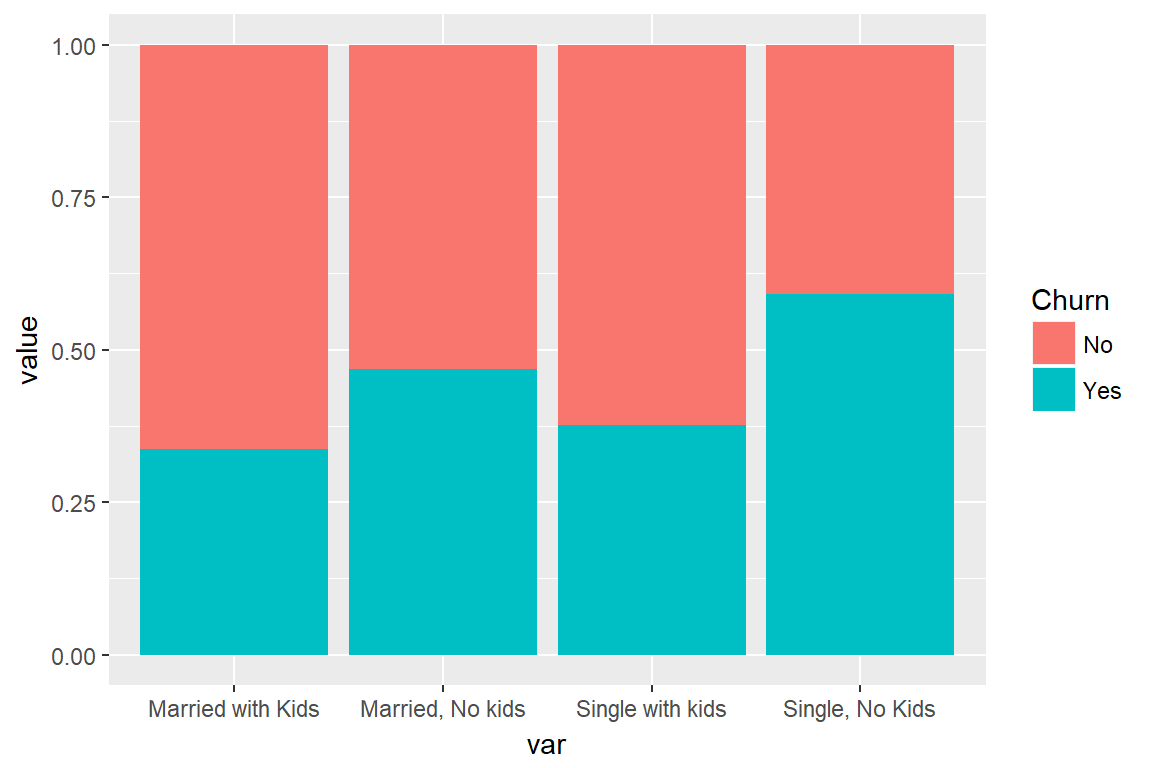 1.00
0.75
0.50
0.25
0.00
value
Married with Kids
Married, No kids
Single with kids
Single, No Kids
var
Churn
No
Yes